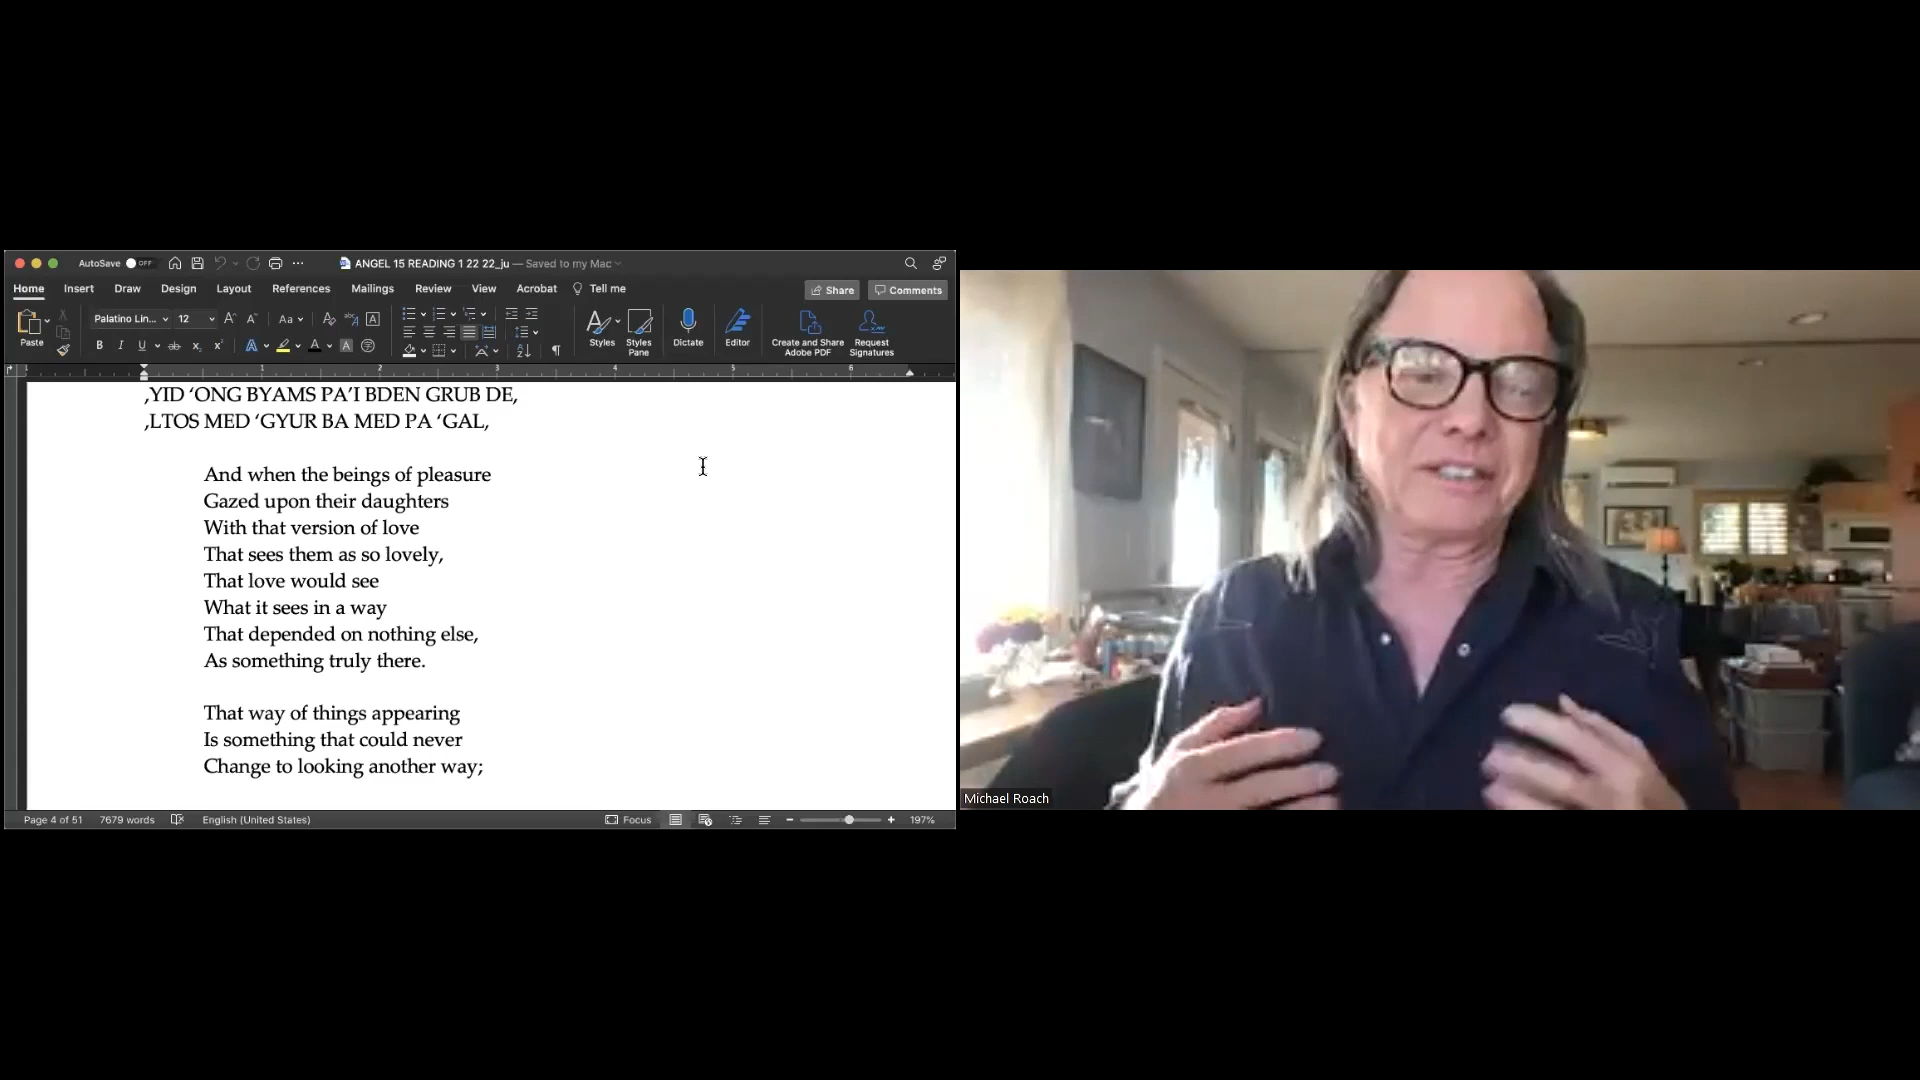 AutoSave OFF
ANGEL 15 READING 1 22 22_ju — Saved to my Mac
Home Insert Draw Design Layout References Mailings Review View Acrobat Tell me
Share Comments
Paste
Palatino Lin... 12
Styles
Styles Pane
Dictate
Editor
Create and Share Adobe PDF
Request Signatures
1 2 3 4 5 6
,YID ‘ONG BYAMS PA’I BDEN GRUB DE,
,LTOS MED ‘GYUR BA MED PA ‘GAL,
And when the beings of pleasure
Gazed upon their daughters
With that version of love
That sees them as so lovely,
That love would see
What it sees in a way
That depended on nothing else,
As something truly there.
That way of things appearing
Is something that could never
Change to looking another way;
Page 4 of 51 7679 words English (United States) Focus 197%
Michael Roach